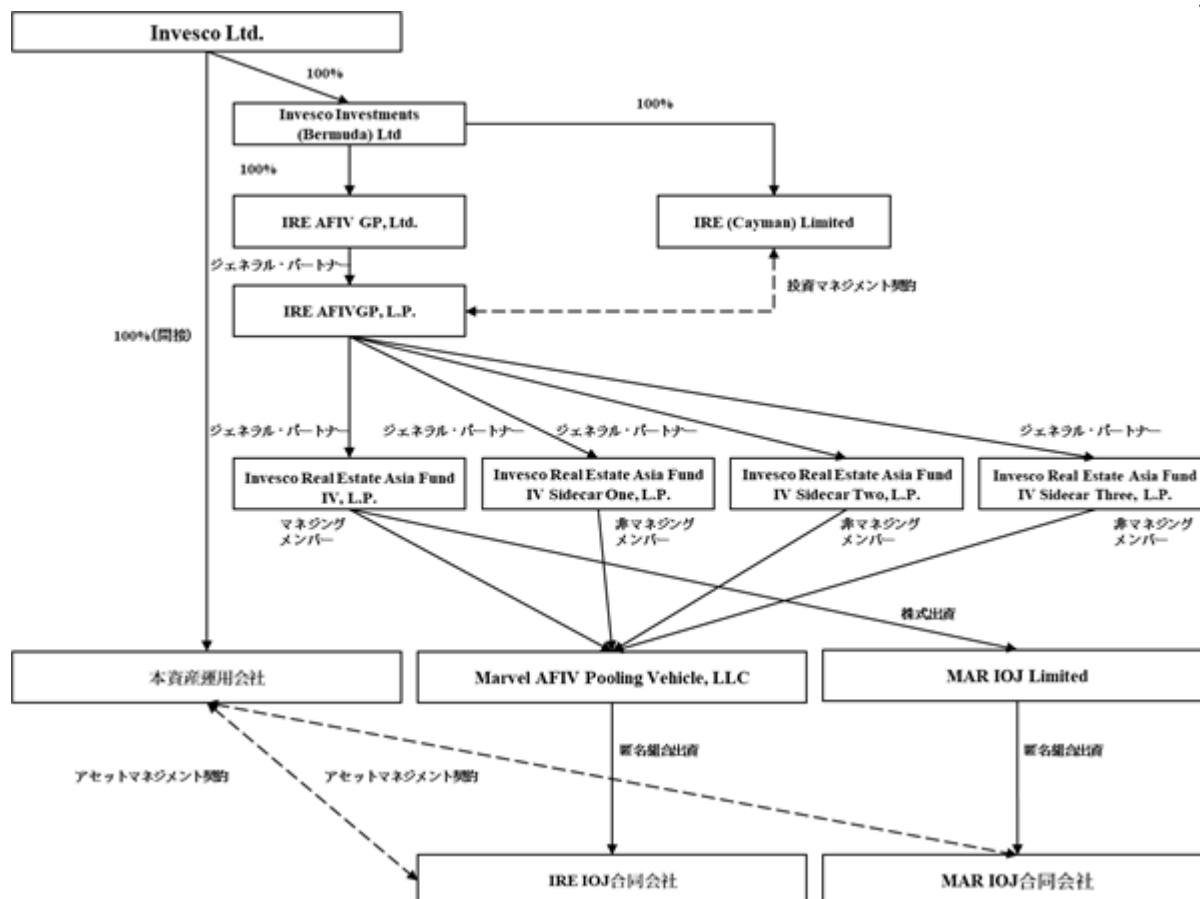 Invesco Ltd.
100%
100%
Invesco Investments
(Bermuda) Ltd
100%
IRE AFIV GP, Ltd.
IRE (Cayman) Limited
ジェネラル・パートナー
投資マネジメント契約
IRE AFIVGP, L.P.
100%(間接)
ジェネラル・パートナー
ジェネラル・パートナー
ジェネラル・パートナー
ジェネラル・パートナー
Invesco Real Estate Asia Fund
IV, L.P.
Invesco Real Estate Asia Fund
IV Sidecar One, L.P.
Invesco Real Estate Asia Fund
IV Sidecar Two, L.P.
Invesco Real Estate Asia Fund
IV Sidecar Three, L.P.
マネジング
メンバー
非マネジング
メンバー
非マネジング
メンバー
非マネジング
メンバー
株式出資
本資産運用会社
Marvel AFIV Pooling Vehicle, LLC
MAR IOJ Limited
匿名組合出資
匿名組合出資
アセットマネジメント契約
アセットマネジメント契約
IRE IOJ合同会社
MAR IOJ合同会社